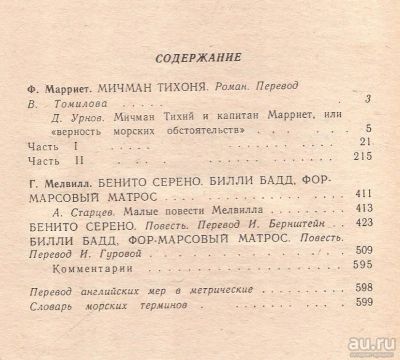 СОДЕРЖАНИЕ
Ф. Марриет. МИЧМАН ТИХОНЯ. Роман. Перевод
В. Томилова . . . . . 3
Д. Урнов. Мичман Тихий и капитан Марриет, или
«верность морских обстоятельств» . . . 5
Часть I . . . . . 21
Часть II . . . . . 215
Г. Мелвилл. БЕНИТО СЕРЕНО. БИЛЛИ БАДД, ФОР-
МАРСОВЫЙ МАТРОС . . . . . 411
А. Старцев. Малые повести Мелвилла . . . 413
БЕНИТО СЕРЕНО. Повесть. Перевод И. Бернштейн . 423
БИЛЛИ БАДД, ФОР-МАРСОВЫЙ МАТРОС. Повесть.
Перевод И. Гуровой . . . . . 509
Комментарии . . . . . 595
Перевод английских мер в метрические . . . 598
Словарь морских терминов . . . . 599
au.ru